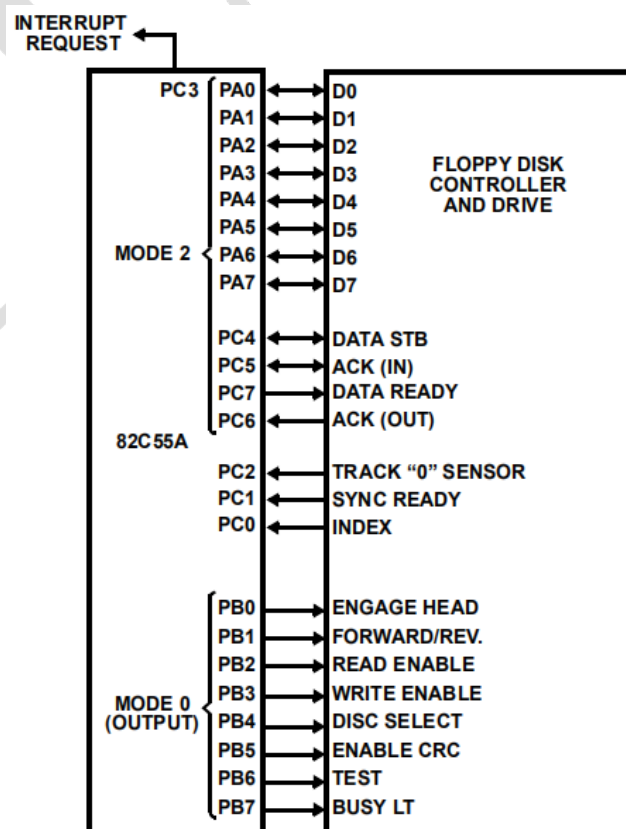 INTERRUPT
REQUEST
PC3 PA0 D0
PA1 D1
PA2 D2
PA3 D3
PA4 D4
PA5 D5
PA6 D6
PA7 D7
MODE 2
FLOPPY DISK
CONTROLLER
AND DRIVE
PC4 DATA STB
PC5 ACK (IN)
PC7 DATA READY
PC6 ACK (OUT)
82C55A
PC2 TRACK “0” SENSOR
PC1 SYNC READY
PC0 INDEX
PB0 ENGAGE HEAD
PB1 FORWARD/REV.
PB2 READ ENABLE
PB3 WRITE ENABLE
PB4 DISC SELECT
PB5 ENABLE CRC
PB6 TEST
PB7 BUSY LT
MODE 0
(OUTPUT)